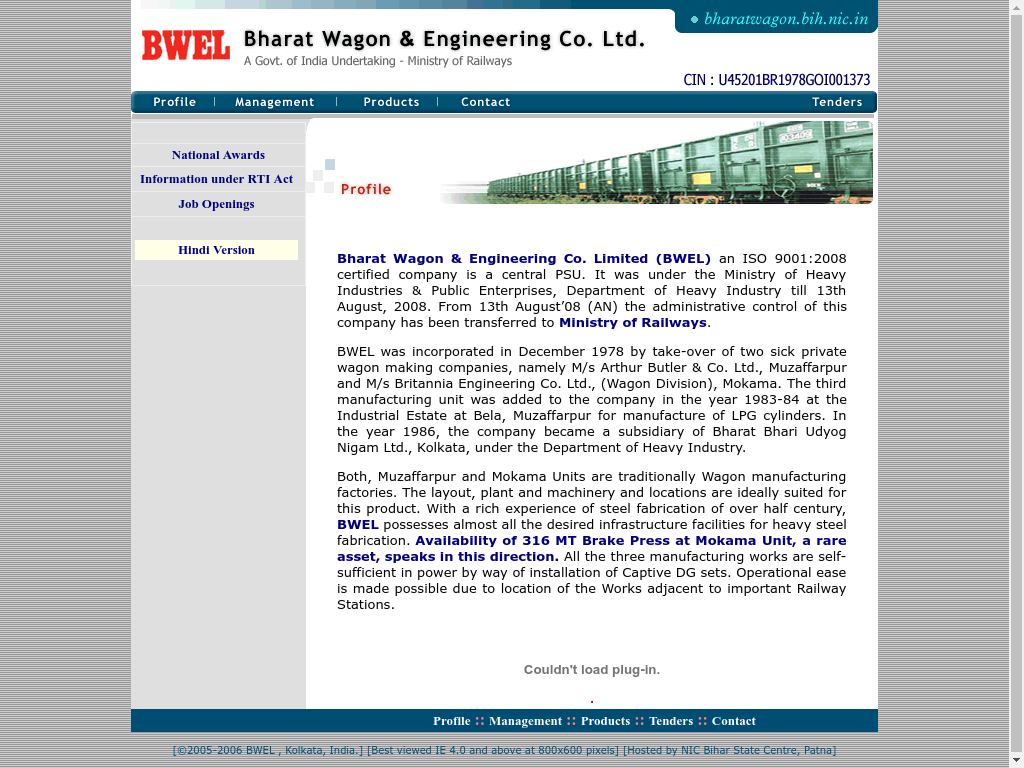 bharatwagon.bih.nic.in
BWEL
Bharat Wagon & Engineering Co. Ltd.
A Govt. of India Undertaking - Ministry of Railways
CIN : U45201BR1978GOI001373
Profile | Management | Products | Contact Tenders
National Awards
Information under RTI Act
Job Openings
Hindi Version
Profile
Bharat Wagon & Engineering Co. Limited (BWEL) an ISO 9001:2008
certified company is a central PSU. It was under the Ministry of Heavy
Industries & Public Enterprises, Department of Heavy Industry till 13th
August, 2008. From 13th August’08 (AN) the administrative control of this
company has been transferred to Ministry of Railways.
BWEL was incorporated in December 1978 by take-over of two sick private
wagon making companies, namely M/s Arthur Butler & Co. Ltd., Muzaffarpur
and M/s Britannia Engineering Co. Ltd., (Wagon Division), Mokama. The third
manufacturing unit was added to the company in the year 1983-84 at the
Industrial Estate at Bela, Muzaffarpur for manufacture of LPG cylinders. In
the year 1986, the company became a subsidiary of Bharat Bhari Udyog
Nigam Ltd., Kolkata, under the Department of Heavy Industry.
Both, Muzaffarpur and Mokama Units are traditionally Wagon manufacturing
factories. The layout, plant and machinery and locations are ideally suited for
this product. With a rich experience of steel fabrication of over half century,
BWEL possesses almost all the desired infrastructure facilities for heavy steel
fabrication. Availability of 316 MT Brake Press at Mokama Unit, a rare
asset, speaks in this direction. All the three manufacturing works are self-
sufficient in power by way of installation of Captive DG sets. Operational ease
is made possible due to location of the Works adjacent to important Railway
Stations.
Couldn't load plug-in.
.
Profile :: Management :: Products :: Tenders :: Contact
[©2005-2006 BWEL , Kolkata, India.] [Best viewed IE 4.0 and above at 800x600 pixels] [Hosted by NIC Bihar State Centre, Patna]